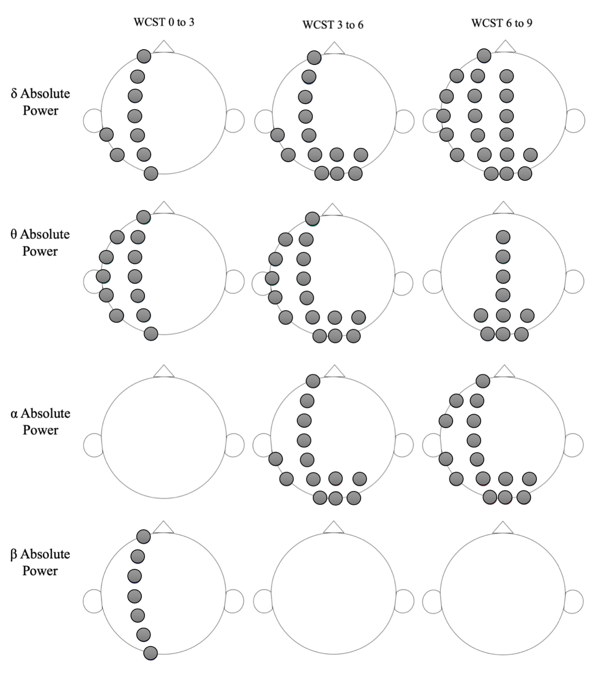 WCST 0 to 3
WCST 3 to 6
WCST 6 to 9
δ Absolute
Power
θ Absolute
Power
α Absolute
Power
β Absolute
Power